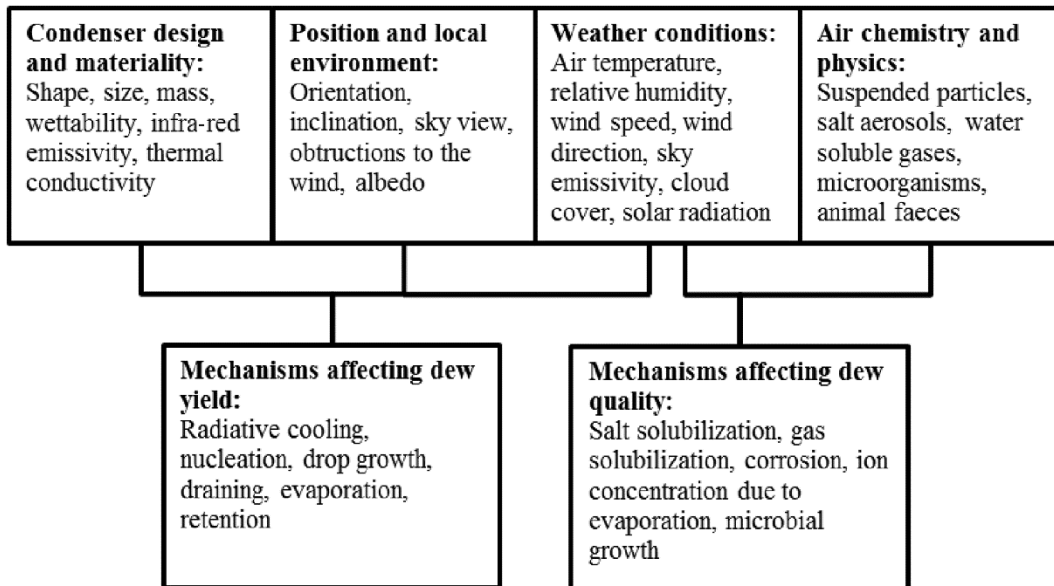 Condenser design
and materiality:
Shape, size, mass,
wettability, infra-red
emissivity, thermal
conductivity
Position and local
environment:
Orientation,
inclination, sky view,
obtructions to the
wind, albedo
Weather conditions:
Air temperature,
relative humidity,
wind speed, wind
direction, sky
emissivity, cloud
cover, solar radiation
Air chemistry and
physics:
Suspended particles,
salt aerosols, water
soluble gases,
microorganisms,
animal faeces
Mechanisms affecting dew
yield:
Radiative cooling,
nucleation, drop growth,
draining, evaporation,
retention
Mechanisms affecting dew
quality:
Salt solubilization, gas
solubilization, corrosion, ion
concentration due to
evaporation, microbial
growth